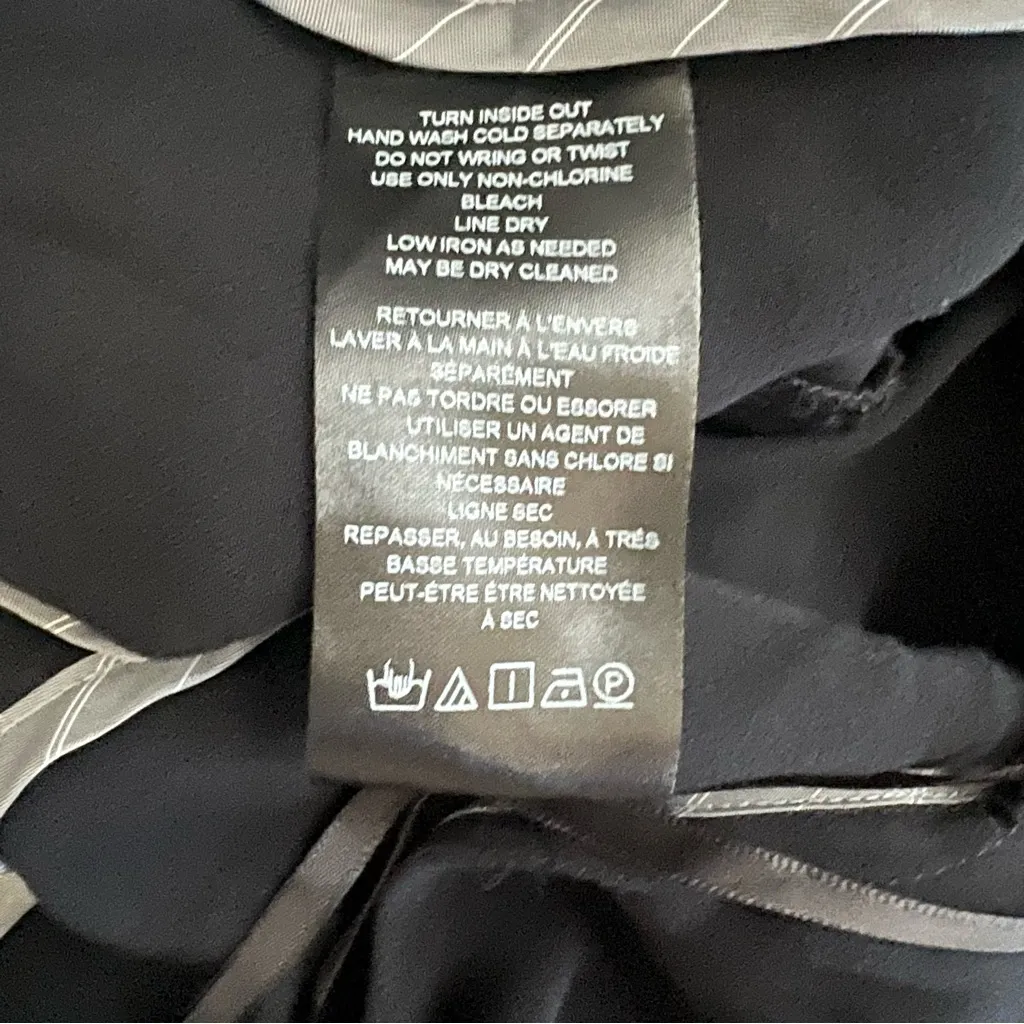 TURN INSIDE OUT
HAND WASH COLD SEPARATELY
DO NOT WRING OR TWIST
USE ONLY NON-CHLORINE
BLEACH
LINE DRY
LOW IRON AS NEEDED
MAY BE DRY CLEANED
RETOURNER À L'ENVERS
LAVER À LA MAIN À L'EAU FROIDE
SÉPARÉMENT
NE PAS TORDRE OU ESSORER
UTILISER UN AGENT DE
BLANCHIMENT SANS CHLORE SI
NÉCESSAIRE
LIGNE SEC
REPASSER, AU BESOIN, À TRÉS
BASSE TEMPÉRATURE
PEUT-ÉTRE ÉTRE NETTOYÉE
À SEC
P